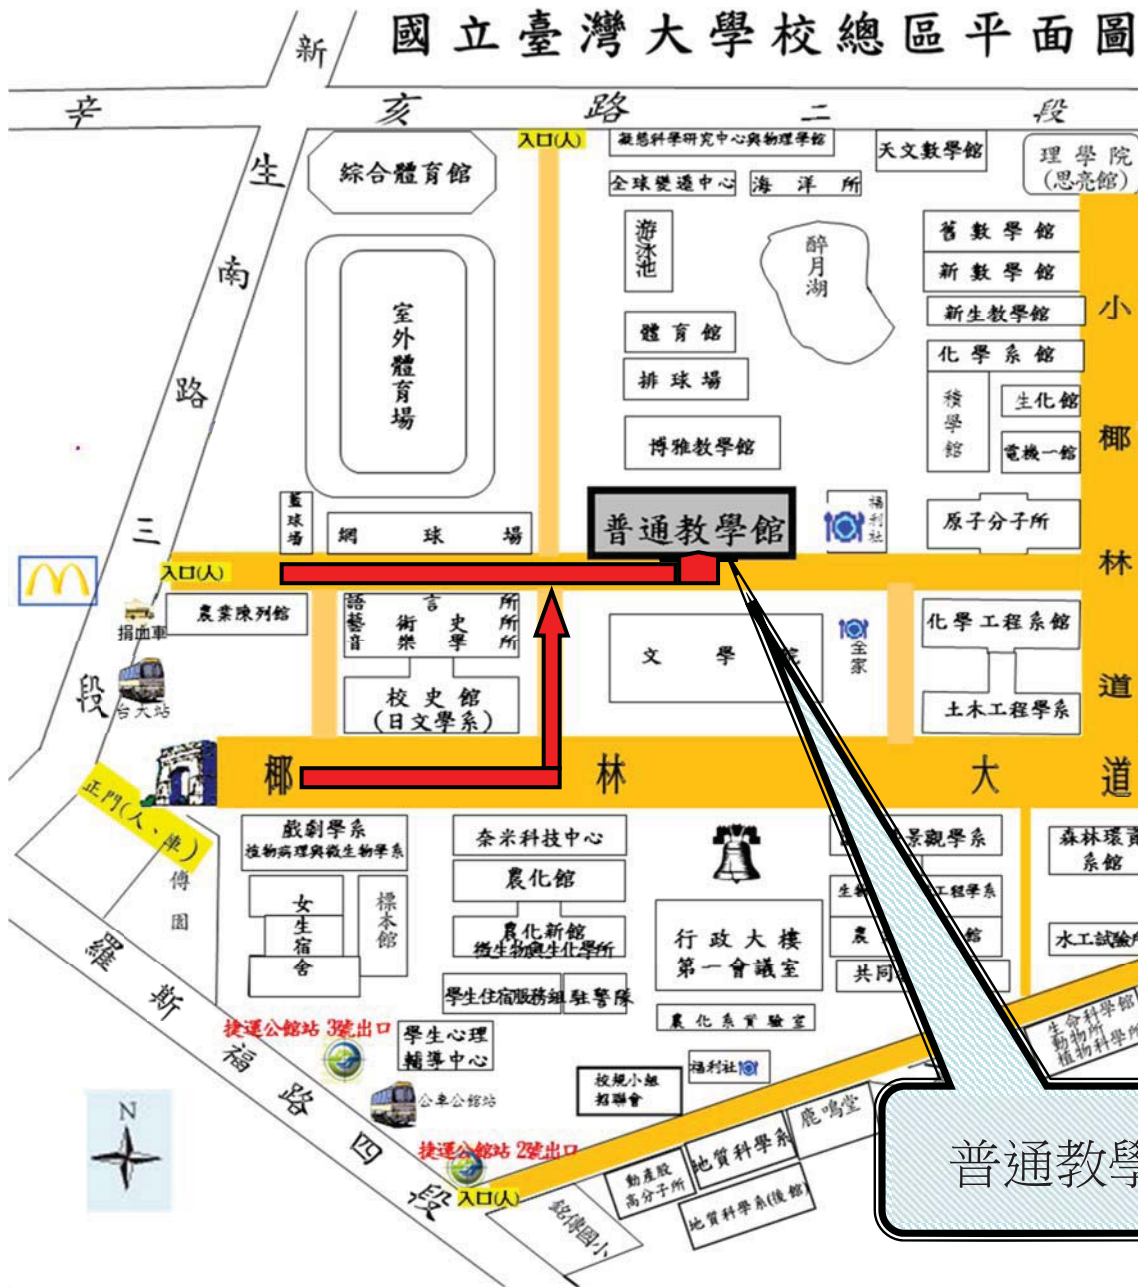 國立臺灣大學校總區平面圖
新
辛亥路二段
生南路三段
入口(人)
綜合體育館
凝態科學研究中心與物理學館
天文數學館
理學院
(思亮館)
全球變遷中心
海洋所
游泳池
醉月湖
舊數學館
新數學館
新生教學館
化學系館
小椰林道
室外體育場
體育館
排球場
博雅教學館
積學館
生化館
電機一館
籃球場
網球場
普通教學館
福利社
原子分子所
入口(人)
捐血車
農業陳列館
語言所
藝術史所
音樂學所
文學院
全家
化學工程系館
台大站
校史館
(日文學系)
土木工程學系
椰林大道
正門(人、車)
傅園
戲劇學系
植物病理與微生物學系
奈米科技中心
景觀學系
森林環資
系館
女生宿舍
標本館
農化館
生物
工程學系
農化新館
微生物與生化學所
行政大樓
第一會議室
農
館
水工試驗所
共同
學生住宿服務組
駐警隊
農化系實驗室
生命科學館
動物所
植物科學所
羅斯福路四段
捷運公館站 3號出口
學生心理
輔導中心
公車公館站
福利社
校規小組
招聯會
鹿鳴堂
N
捷運公館站 2號出口
地質科學系
動產股
高分子所
地質科學系(後館)
入口(人)
銘傳國小
普通教學